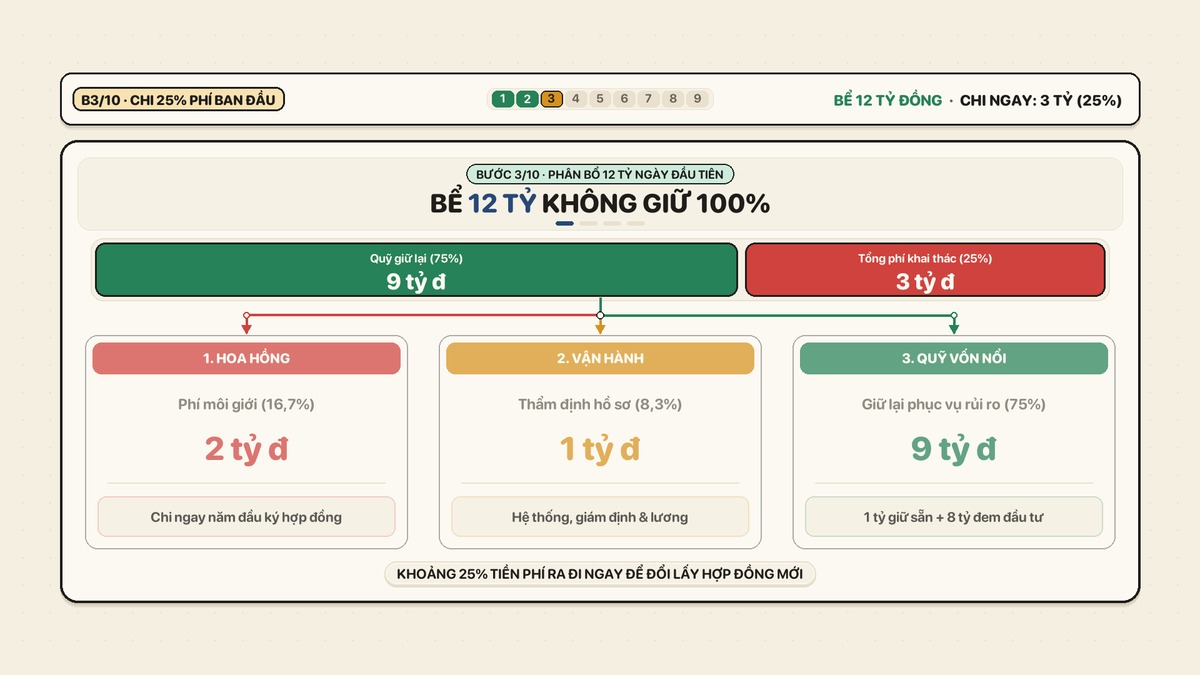 B3/10 · CHI 25% PHÍ BAN ĐẦU
1 2 3 4 5 6 7 8 9
BỂ 12 TỶ ĐỒNG · CHI NGAY: 3 TỶ (25%)
BƯỚC 3/10 · PHÂN BỔ 12 TỶ NGÀY ĐẦU TIÊN
BỂ 12 TỶ KHÔNG GIỮ 100%
Quỹ giữ lại (75%)
9 tỷ đ
Tổng phí khai thác (25%)
3 tỷ đ
1. HOA HỒNG
Phí môi giới (16,7%)
2 tỷ đ
Chi ngay năm đầu ký hợp đồng
2. VẬN HÀNH
Thẩm định hồ sơ (8,3%)
1 tỷ đ
Hệ thống, giám định & lương
3. QUỸ VỐN NỔI
Giữ lại phục vụ rủi ro (75%)
9 tỷ đ
1 tỷ giữ sẵn + 8 tỷ đem đầu tư
KHOẢNG 25% TIỀN PHÍ RA ĐI NGAY ĐỂ ĐỔI LẤY HỢP ĐỒNG MỚI